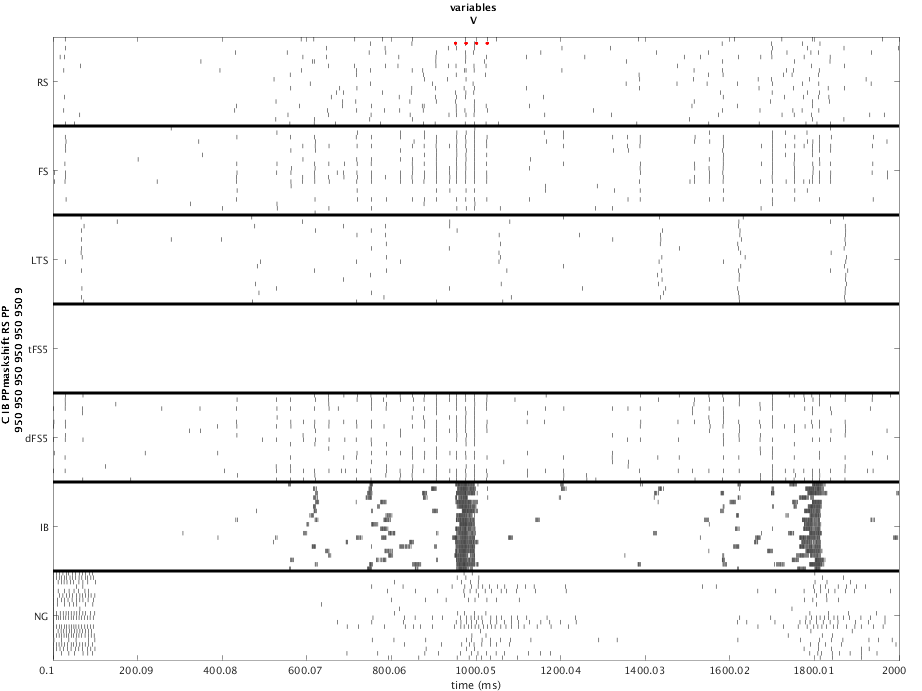 variables
V
RS
FS
LTS
tFS5
dFS5
IB
NG
C IB PPmaskshift RS PP
950 950 950 950 950 950 9
0.1 200.09 400.08 600.07 800.06 1000.05 1200.04 1400.03 1600.02 1800.01 2000
time (ms)